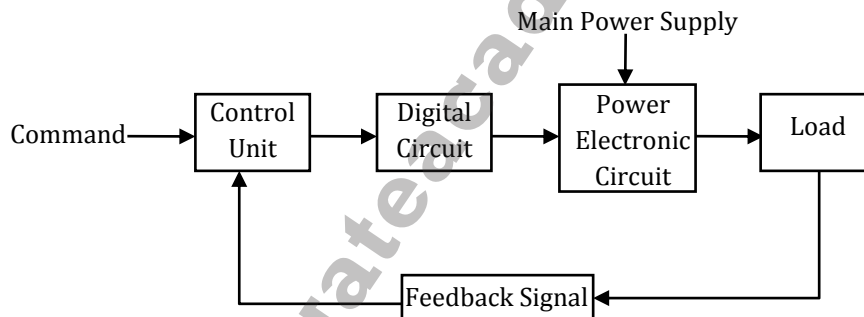 Main Power Supply
Command
Control
Unit
Digital
Circuit
Power
Electronic
Circuit
Load
Feedback Signal